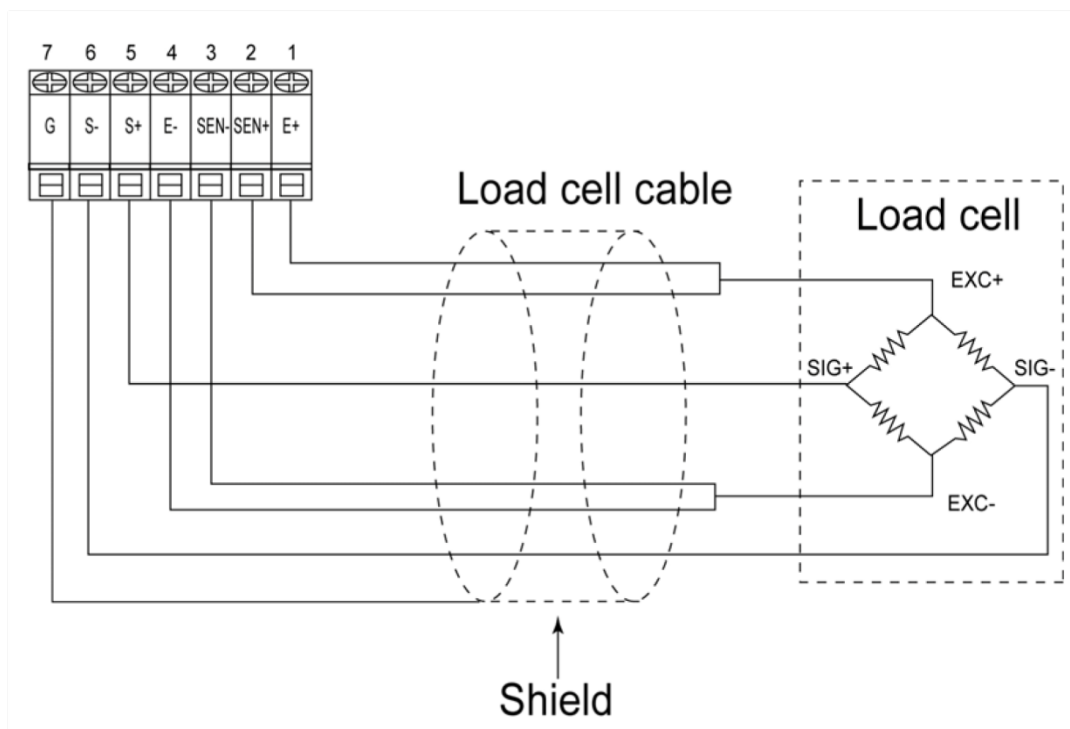 7 6 5 4 3 2 1
G S- S+ E- SEN- SEN+ E+
Load cell cable
Load cell
EXC+
SIG+ SIG-
EXC-
Shield